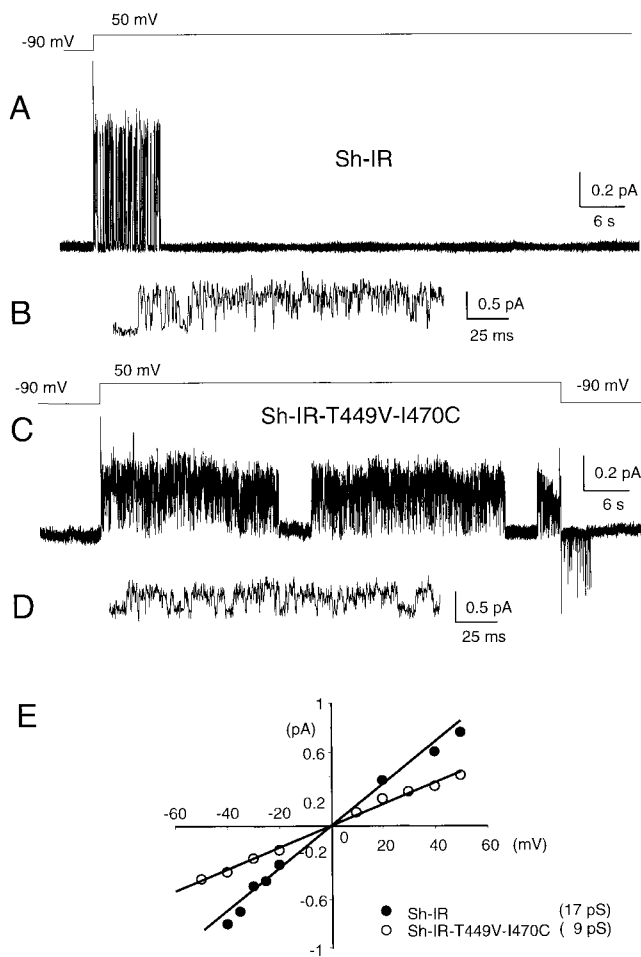 50 mV
-90 mV
A
Sh-IR
0.2 pA
6 s
B
0.5 pA
25 ms
50 mV
-90 mV
-90 mV
Sh-IR-T449V-I470C
C
0.2 pA
6 s
D
0.5 pA
25 ms
E
1
(pA)
0.6
0.2
-60 -40 -20
0 20 40 60 (mV)
-0.2
-0.6
-1
Sh-IR (17 pS)
Sh-IR-T449V-I470C ( 9 pS)